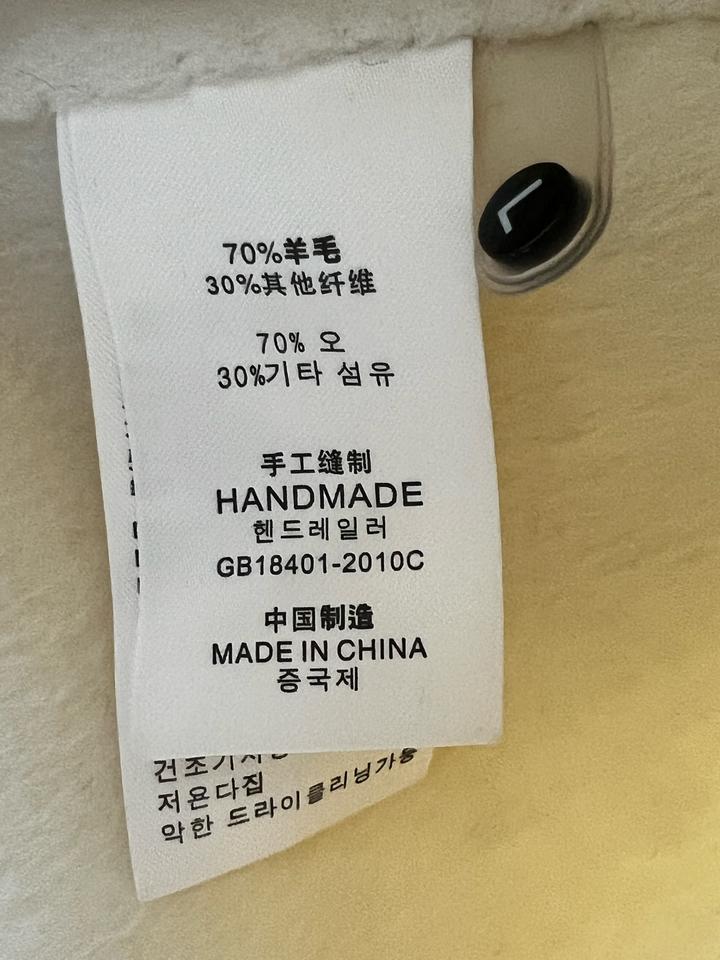 70%羊毛
30%其他纤维
70% 오
30%기타 섬유
手工缝制
HANDMADE
헨드레일러
GB18401-2010C
中国制造
MADE IN CHINA
증국제
L
저욘다집
악한 드라이클리닝가능